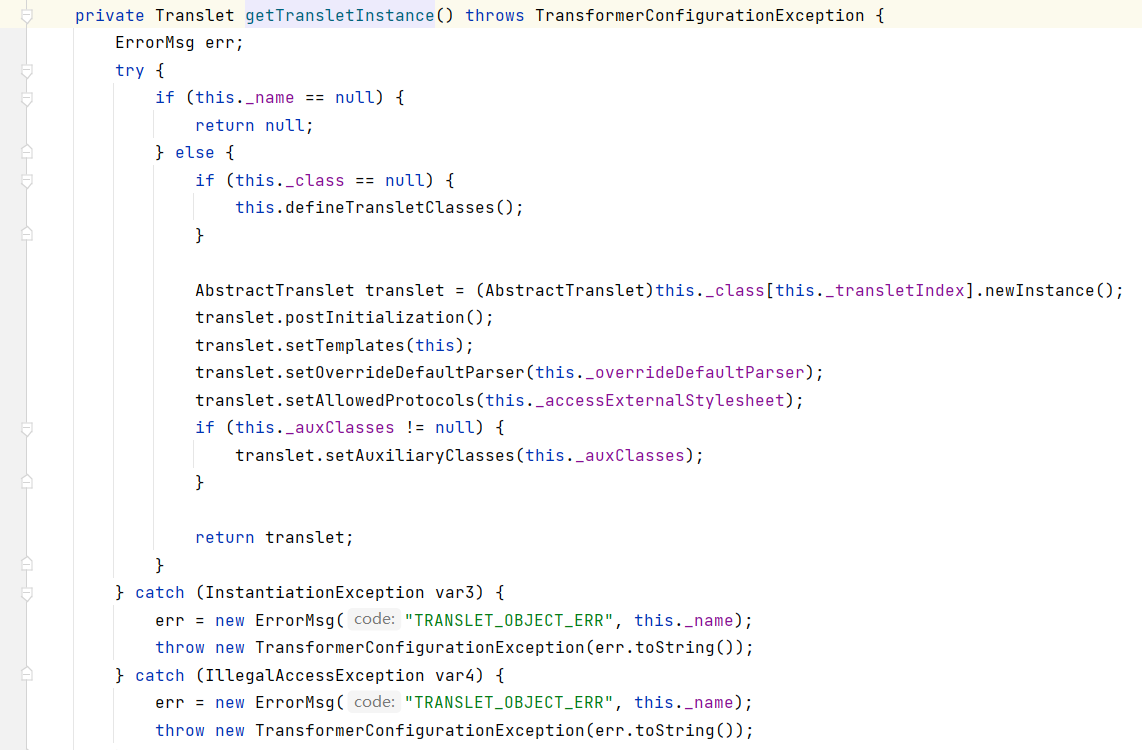 private Translet getTransletInstance() throws TransformerConfigurationException {
    ErrorMsg err;
    try {
        if (this._name == null) {
            return null;
        } else {
            if (this._class == null) {
                this.defineTransletClasses();
            }

            AbstractTranslet translet = (AbstractTranslet)this._class[this._transletIndex].newInstance();
            translet.postInitialization();
            translet.setTemplates(this);
            translet.setOverrideDefaultParser(this._overrideDefaultParser);
            translet.setAllowedProtocols(this._accessExternalStylesheet);
            if (this._auxClasses != null) {
                translet.setAuxiliaryClasses(this._auxClasses);
            }

            return translet;
        }
    } catch (InstantiationException var3) {
        err = new ErrorMsg( code: "TRANSLET_OBJECT_ERR", this._name);
        throw new TransformerConfigurationException(err.toString());
    } catch (IllegalAccessException var4) {
        err = new ErrorMsg( code: "TRANSLET_OBJECT_ERR", this._name);
        throw new TransformerConfigurationException(err.toString());